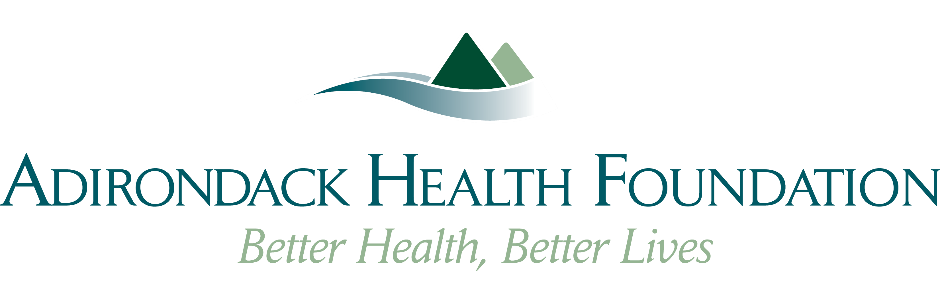 ADIRONDACK HEALTH FOUNDATION
Better Health, Better Lives